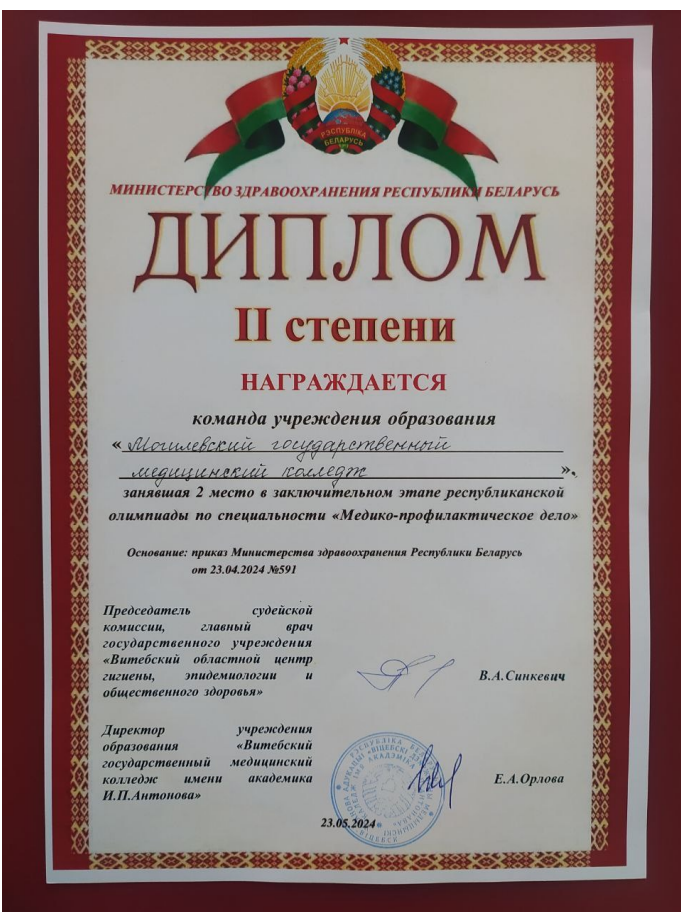 РЭСПУБЛІКА
БЕЛАРУСЬ
МИНИСТЕРСТВО ЗДРАВООХРАНЕНИЯ РЕСПУБЛИКИ БЕЛАРУСЬ
ДИПЛОМ
II степени
НАГРАЖДАЕТСЯ
команда учреждения образования
« Могилевский государственный
медицинский колледж »,
занявшая 2 место в заключительном этапе республиканской
олимпиады по специальности «Медико-профилактическое дело»
Основание: приказ Министерства здравоохранения Республики Беларусь
от 23.04.2024 №591
Председатель судейской
комиссии, главный врач
государственного учреждения
«Витебский областной центр
гигиены, эпидемиологии и
общественного здоровья»
В.А.Синкевич
Директор учреждения
образования «Витебский
государственный медицинский
колледж имени академика
И.П.Антонова»
Е.А.Орлова
23.05.2024